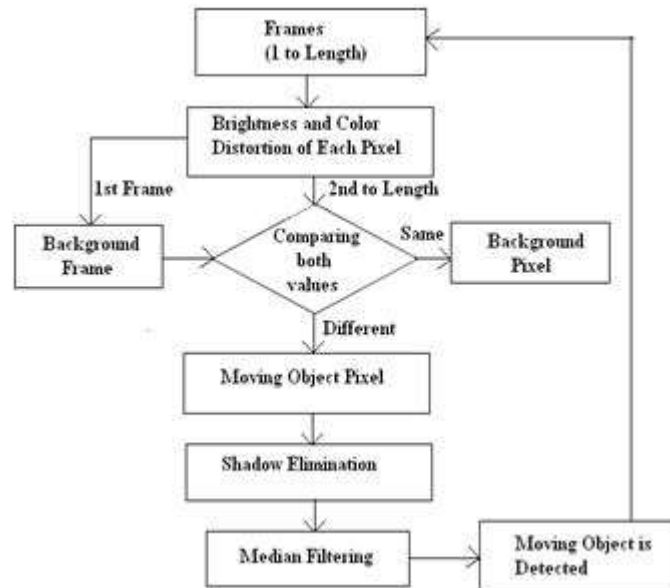 Frames
(1 to Length)
Brightness and Color
Distortion of Each Pixel
1st Frame
2nd to Length
Background
Frame
Comparing
both
values
Same
Background
Pixel
Different
Moving Object Pixel
Shadow Elimination
Median Filtering
Moving Object is
Detected